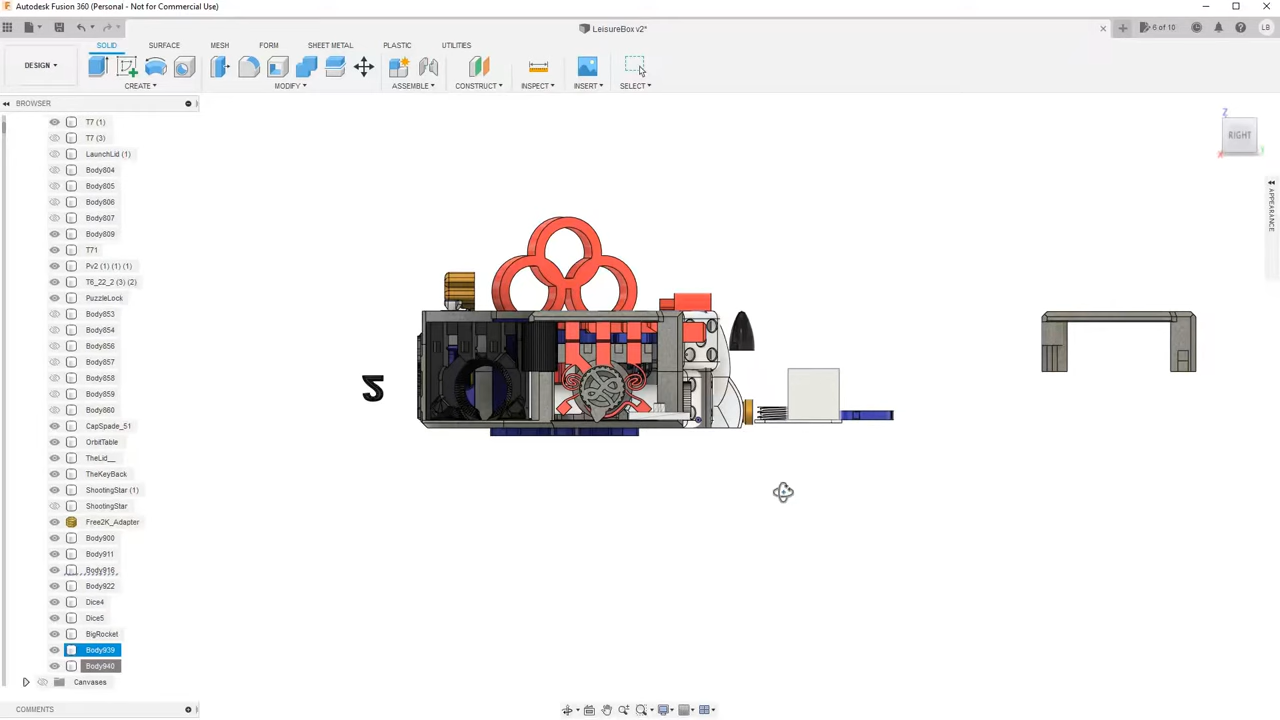 Autodesk Fusion 360 (Personal - Not for Commercial Use)
LeisureBox v2*
6 of 10
LB
SOLID SURFACE MESH FORM SHEET METAL PLASTIC UTILITIES
DESIGN
CREATE MODIFY ASSEMBLE CONSTRUCT INSPECT INSERT SELECT
BROWSER
T7 (1)
T7 (3)
LaunchLid (1)
Body804
Body805
Body806
Body807
Body809
T71
Pv2 (1) (1) (1)
T6_22_2 (3) (2)
PuzzleLock
Body853
Body854
Body856
Body857
Body858
Body859
Body860
CapSpade_51
OrbitTable
TheLid__
TheKeyBack
ShootingStar (1)
ShootingStar
Free2K_Adapter
Body900
Body911
Body916
Body922
Dice4
Dice5
BigRocket
Body939
Body940
Canvases
COMMENTS
Z
RIGHT
X
Y
APPEARANCE
2